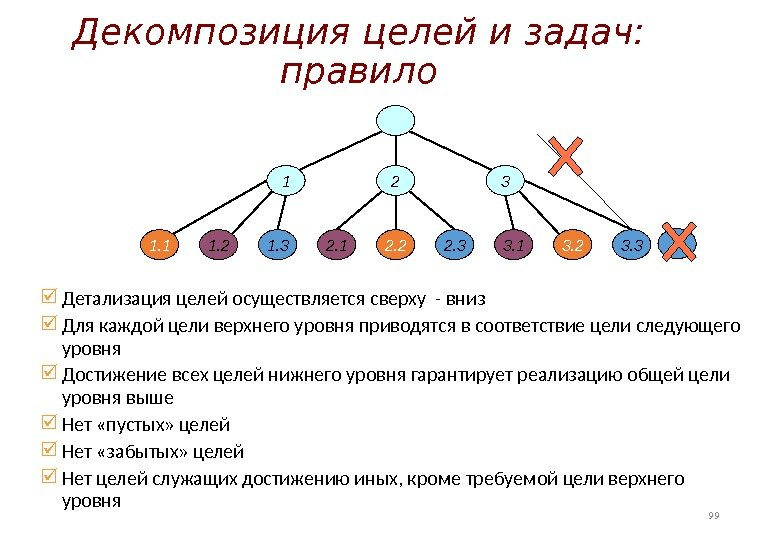 Декомпозиция целей и задач:
правило
1 2 3
1.1 1.2 1.3 2.1 2.2 2.3 3.1 3.2 3.3
Детализация целей осуществляется сверху - вниз
Для каждой цели верхнего уровня приводятся в соответствие цели следующего
уровня
Достижение всех целей нижнего уровня гарантирует реализацию общей цели
уровня выше
Нет «пустых» целей
Нет «забытых» целей
Нет целей служащих достижению иных, кроме требуемой цели верхнего
уровня
99